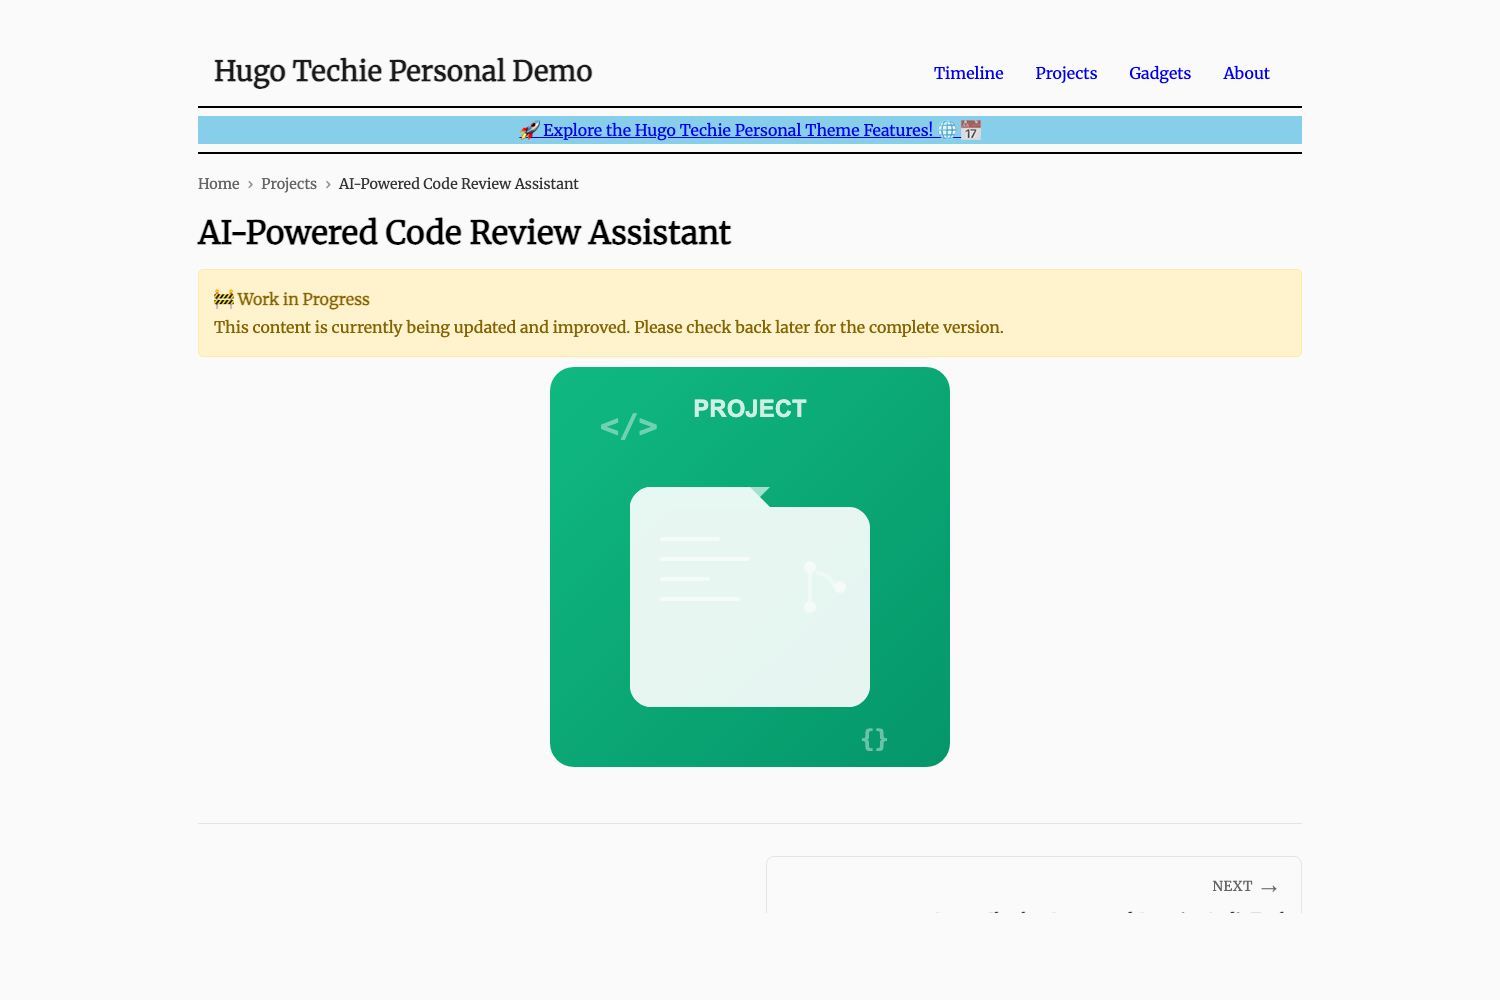 Hugo Techie Personal Demo
Timeline Projects Gadgets About
🚀 Explore the Hugo Techie Personal Theme Features! 🌐📅
Home › Projects › AI-Powered Code Review Assistant
AI-Powered Code Review Assistant
🚧 Work in Progress
This content is currently being updated and improved. Please check back later for the complete version.
PROJECT
</>
{}
NEXT →